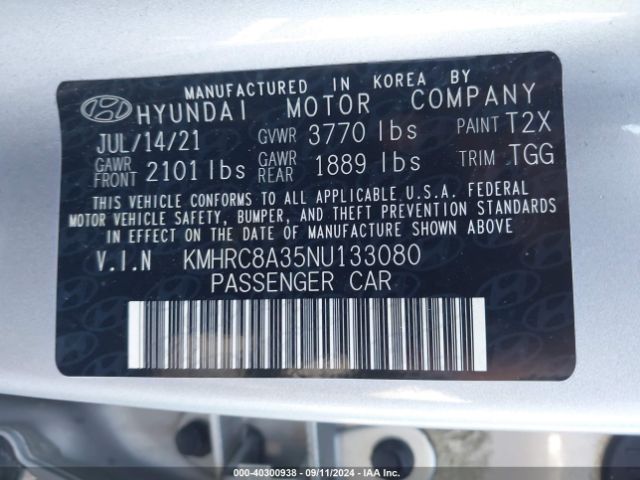 MANUFACTURED IN KOREA BY
HYUNDAI MOTOR COMPANY
JUL/14/21 GVWR 3770 lbs PAINT T2X
GAWR FRONT 2101 lbs GAWR REAR 1889 lbs TRIM TGG
THIS VEHICLE CONFORMS TO ALL APPLICABLE U.S.A. FEDERAL
MOTOR VEHICLE SAFETY, BUMPER, AND THEFT PREVENTION STANDARDS
IN EFFECT ON THE DATE OF MANUFACTURE SHOWN ABOVE
V.I.N KMHRC8A35NU133080
PASSENGER CAR
000-40300938 - 09/11/2024 - IAA Inc.